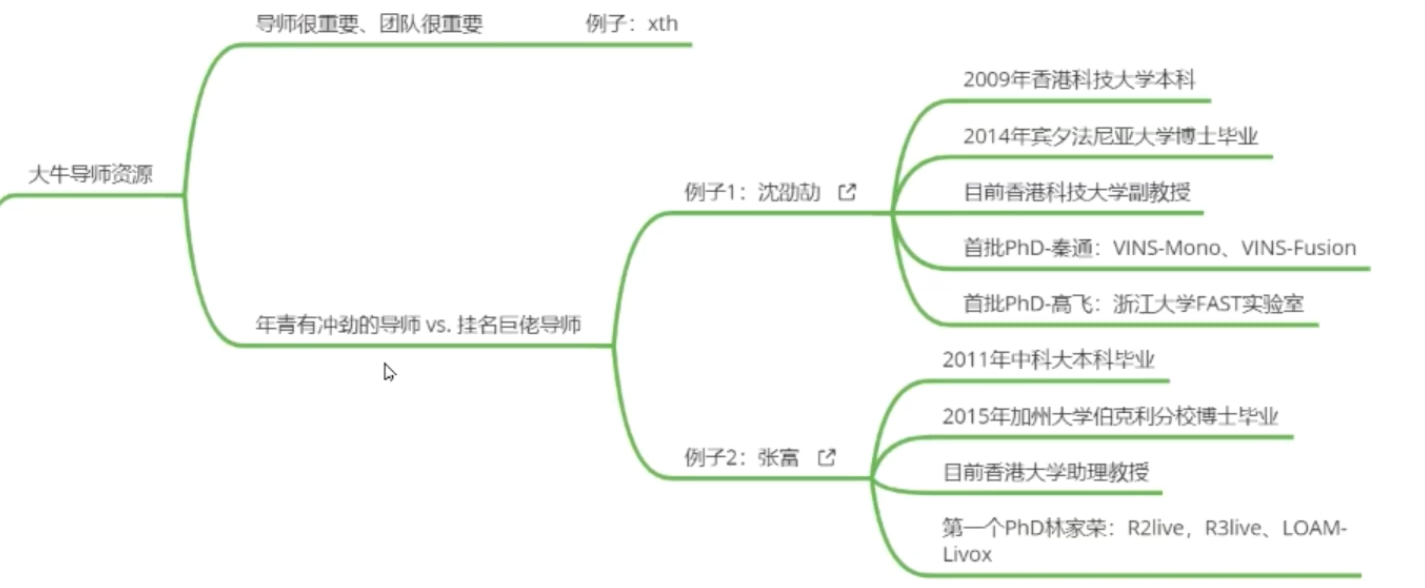 大牛导师资源
导师很重要、团队很重要 例子：xth
年青有冲劲的导师 vs. 挂名巨佬导师
例子1：沈劭劼
2009年香港科技大学本科
2014年宾夕法尼亚大学博士毕业
目前香港科技大学副教授
首批PhD-秦通：VINS-Mono、VINS-Fusion
首批PhD-高飞：浙江大学FAST实验室
例子2：张富
2011年中科大本科毕业
2015年加州大学伯克利分校博士毕业
目前香港大学助理教授
第一个PhD林家荣：R2live，R3live、LOAM-
Livox